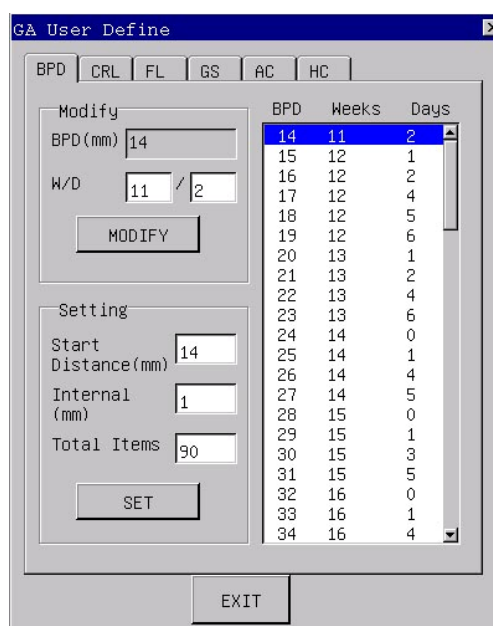 GA User Define
BPD CRL FL GS AC HC
Modify
BPD(mm) 14
W/D 11 / 2
MODIFY
Setting
Start
Distance(mm) 14
Internal
(mm) 1
Total Items 90
SET
BPD Weeks Days
14 11 2
15 12 1
16 12 2
17 12 4
18 12 5
19 12 6
20 13 1
21 13 2
22 13 4
23 13 6
24 14 0
25 14 1
26 14 4
27 14 5
28 15 0
29 15 1
30 15 3
31 15 5
32 16 0
33 16 1
34 16 4
EXIT